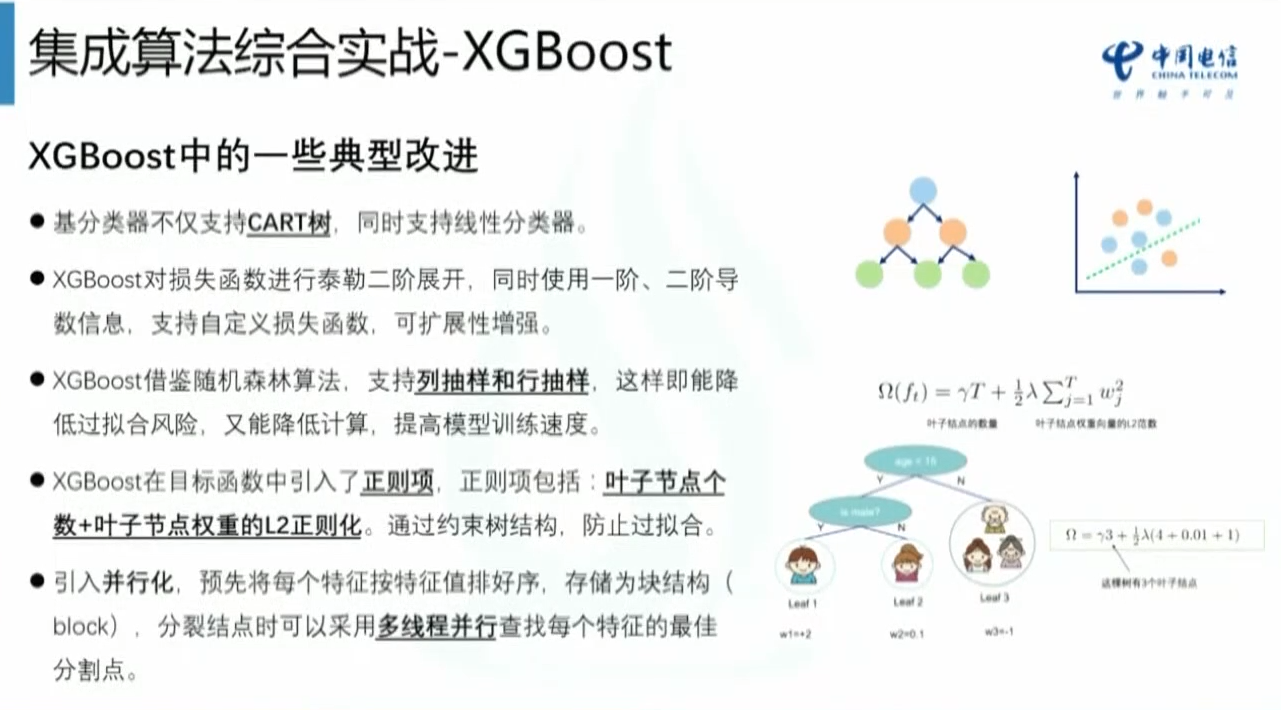 集成算法综合实战-XGBoost
中国电信
CHINA TELECOM
世界触手可及
XGBoost中的一些典型改进
● 基分类器不仅支持CART树，同时支持线性分类器。
● XGBoost对损失函数进行泰勒二阶展开，同时使用一阶、二阶导
数信息，支持自定义损失函数，可扩展性增强。
● XGBoost借鉴随机森林算法，支持列抽样和行抽样，这样即能降
低过拟合风险，又能降低计算，提高模型训练速度。
● XGBoost在目标函数中引入了正则项，正则项包括：叶子节点个
数+叶子节点权重的L2正则化。通过约束树结构，防止过拟合。
● 引入并行化，预先将每个特征按特征值排好序，存储为块结构（
block），分裂结点时可以采用多线程并行查找每个特征的最佳
分割点。
Ω(f_t) = γT + ½λ∑_{j=1}^{T} w_j^2
叶子结点的数量 叶子结点权重向量的L2范数
age < 15
Y N
is male?
Y N
Leaf 1 Leaf 2 Leaf 3
w1=+2 w2=0.1 w3=-1
Ω = γ3 + ½λ(4 + 0.01 + 1)
这棵树有3个叶子结点